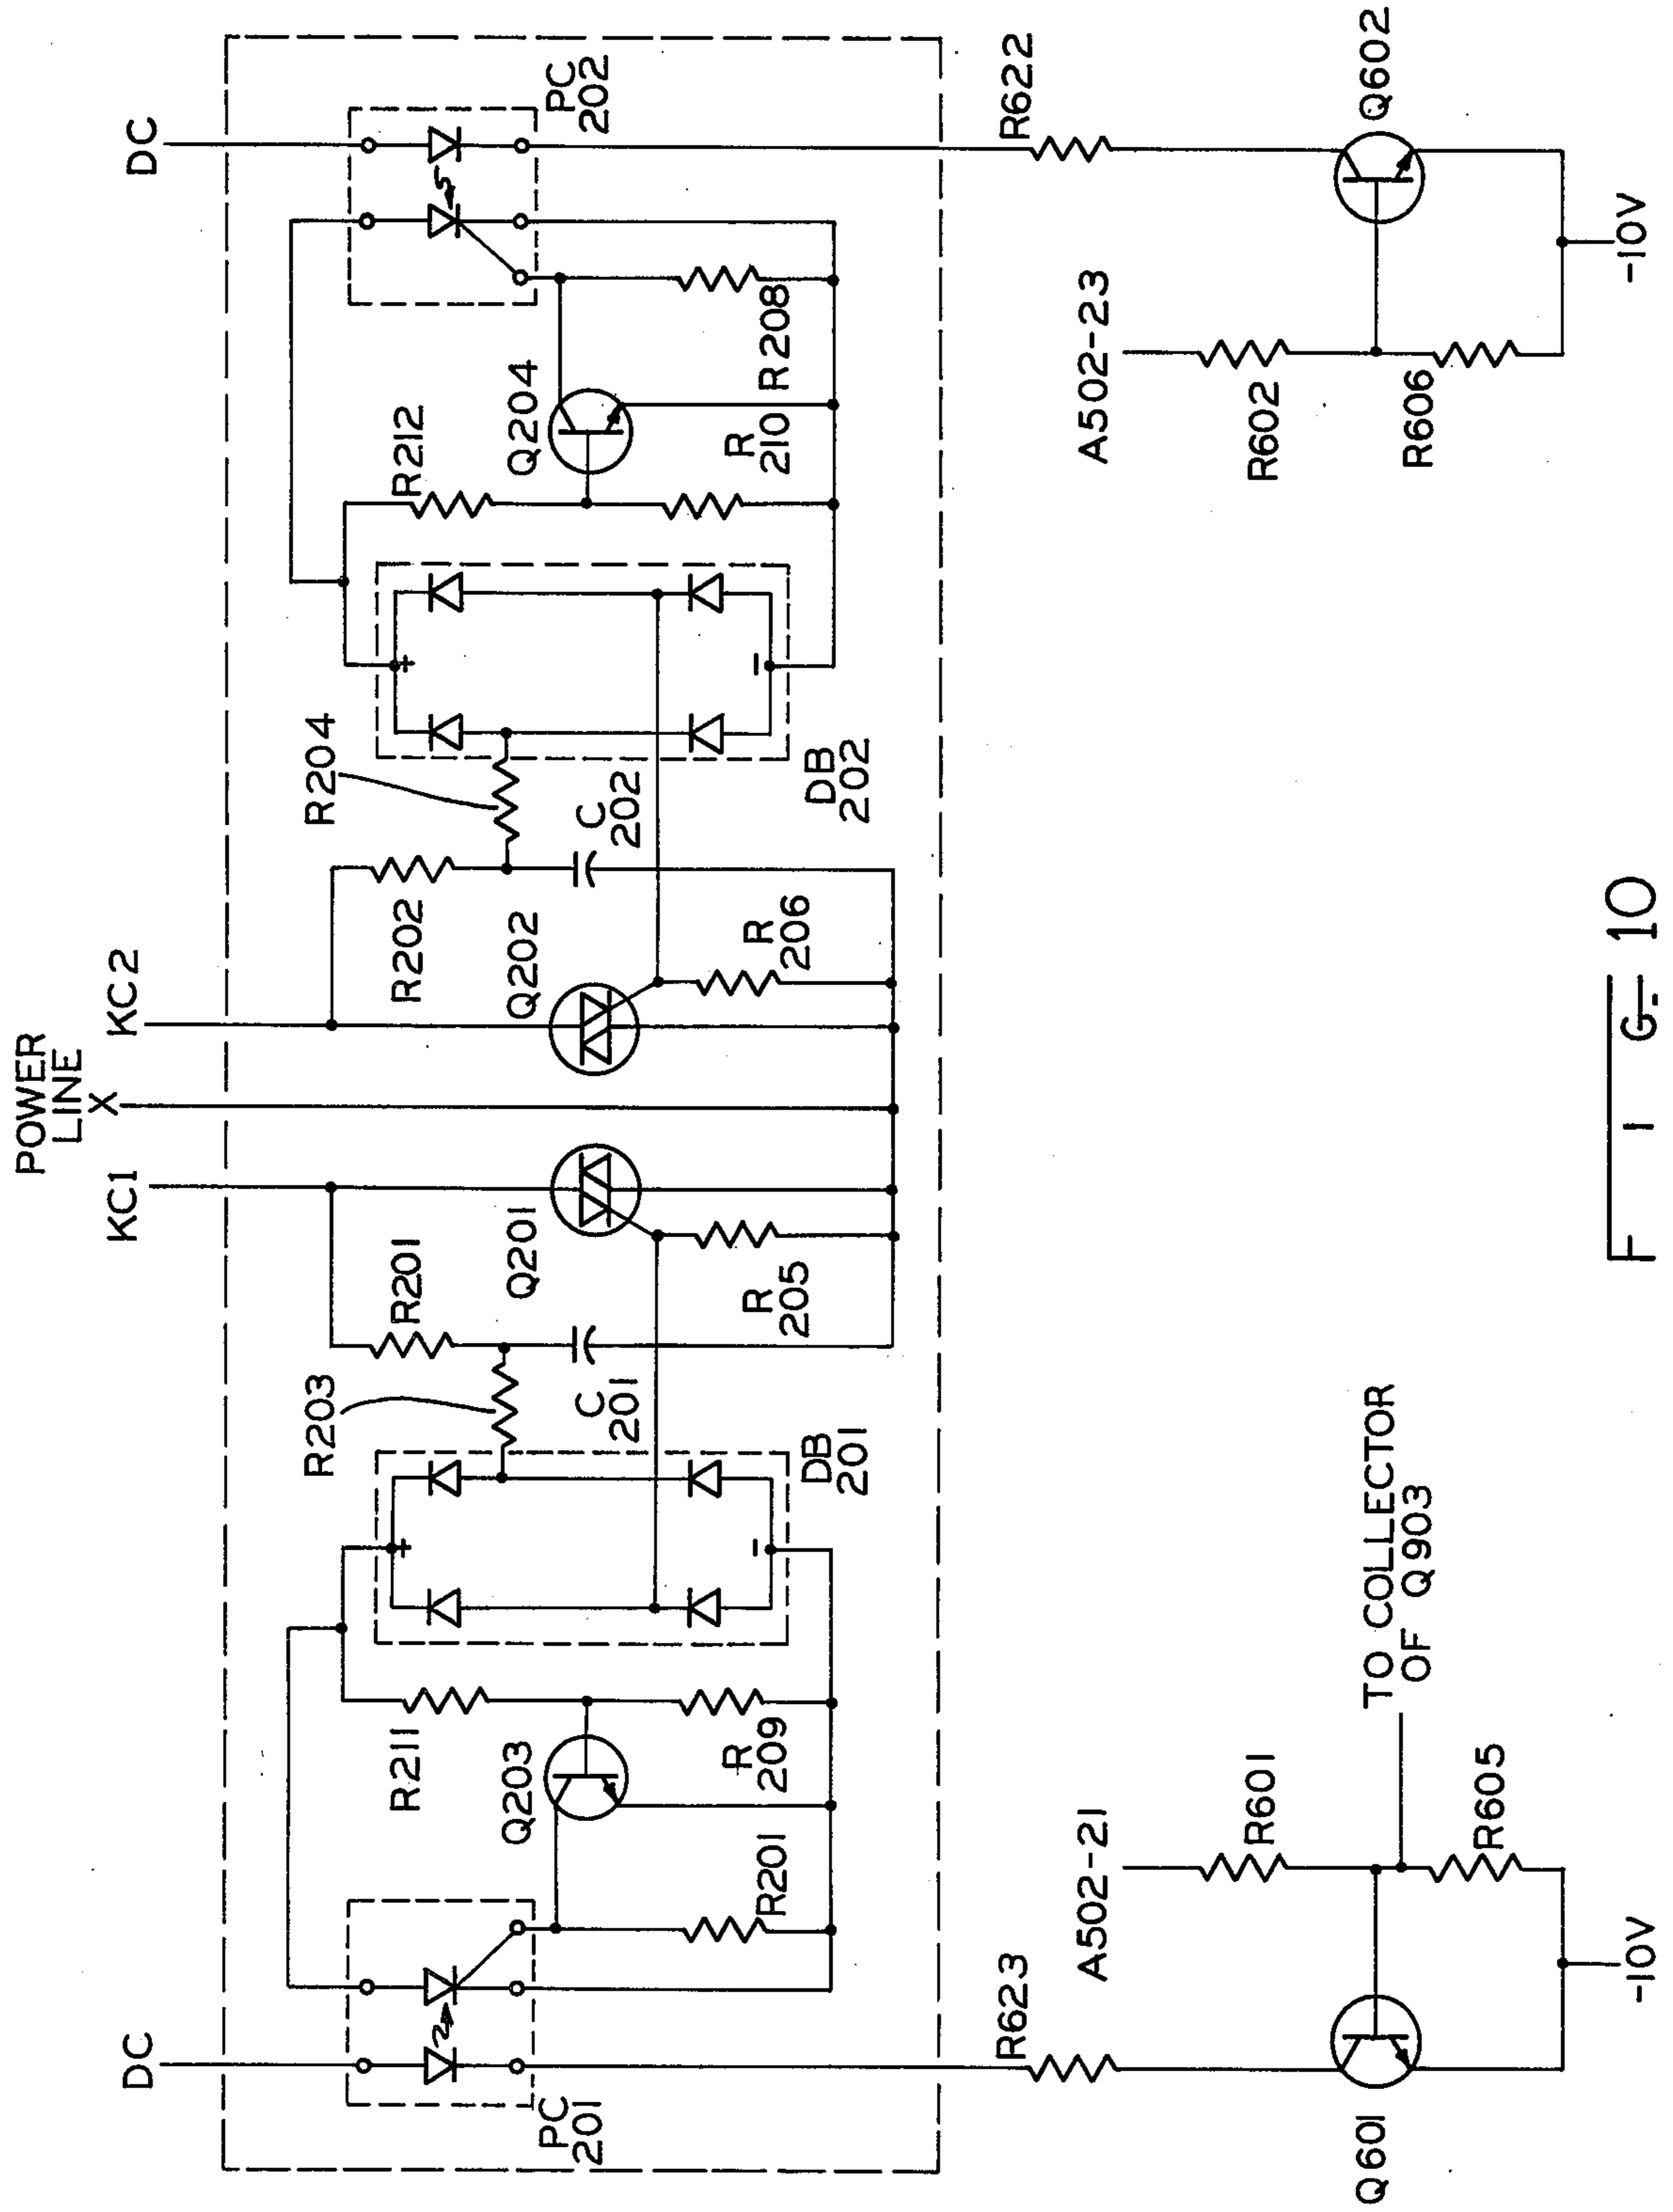 POWER
LINE
X
DC
KC1
KC2
DC
PC
201
R201
Q203
R211
R
209
DB
201
R203
C
201
R201
Q201
R
205
Q202
R
206
R202
C
202
R204
DB
202
R212
R
210
Q204
R208
PC
202
R623
Q601
A502-21
R601
R605
TO COLLECTOR
OF Q903
-10V
A502-23
R602
R606
R622
Q602
-10V
+
-
+
-
FIG. 10